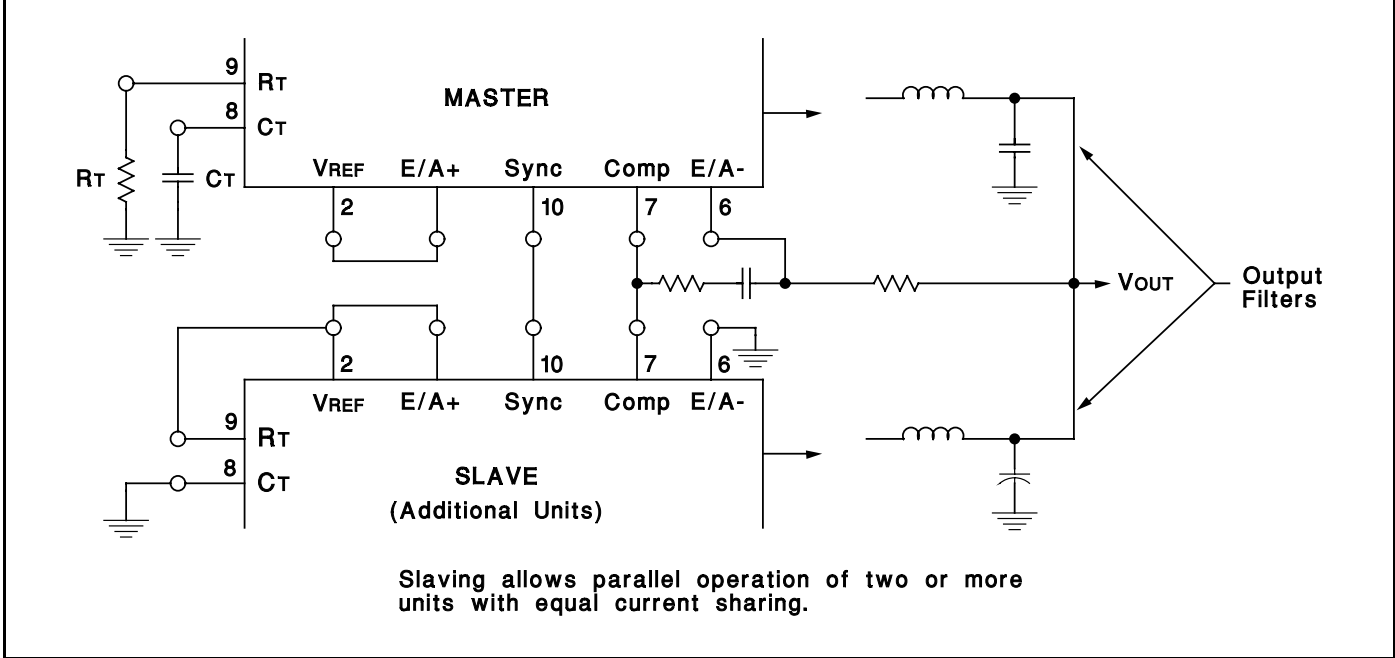 9
RT
MASTER
8
CT
VREF E/A+ Sync Comp E/A-
RT
CT
2 10 7 6
VOUT
Output
Filters
2 10 7 6
VREF E/A+ Sync Comp E/A-
9
RT
8
CT
SLAVE
(Additional Units)
Slaving allows parallel operation of two or more
units with equal current sharing.